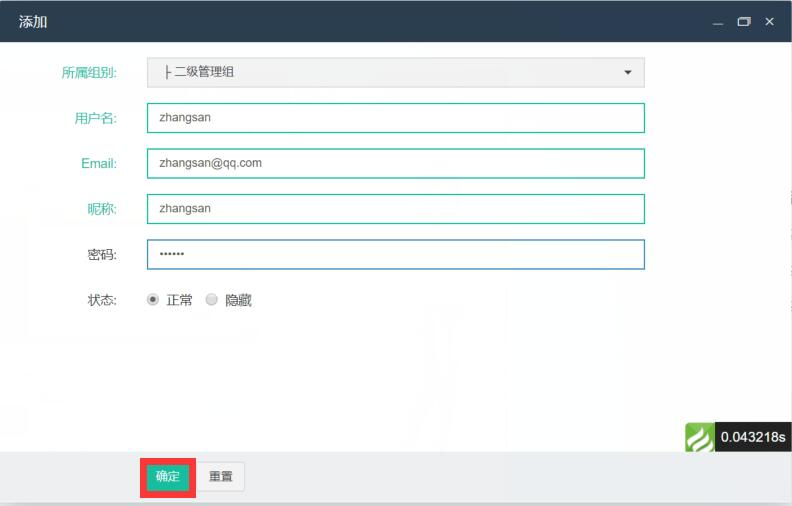 添加
所属组别: ├ 二级管理组
用户名: zhangsan
Email: zhangsan@qq.com
昵称: zhangsan
密码: ••••••
状态: 正常 隐藏
0.043218s
确定 重置